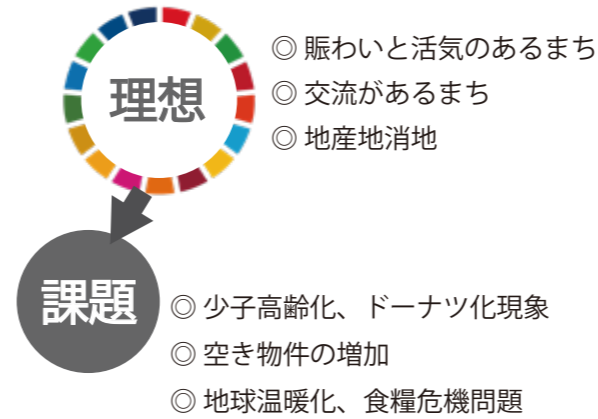 理想
◎ 賑わいと活気のあるまち
◎ 交流があるまち
◎ 地産地消地
課題
◎ 少子高齢化、ドーナツ化現象
◎ 空き物件の増加
◎ 地球温暖化、食糧危機問題